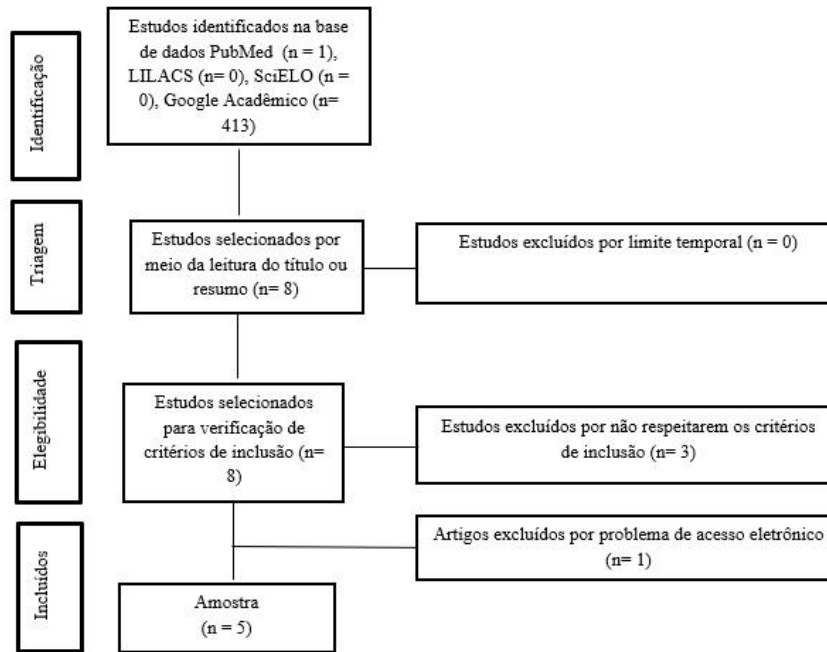 Identificação
Estudos identificados na base
de dados PubMed (n = 1),
LILACS (n= 0), SciELO (n =
0), Google Acadêmico (n=
413)
Triagem
Estudos selecionados por
meio da leitura do título ou
resumo (n= 8)
Estudos excluídos por limite temporal (n = 0)
Elegibilidade
Estudos selecionados
para verificação de
critérios de inclusão (n=
8)
Estudos excluídos por não respeitarem os critérios
de inclusão (n= 3)
Incluídos
Artigos excluídos por problema de acesso eletrônico
(n= 1)
Amostra
(n = 5)